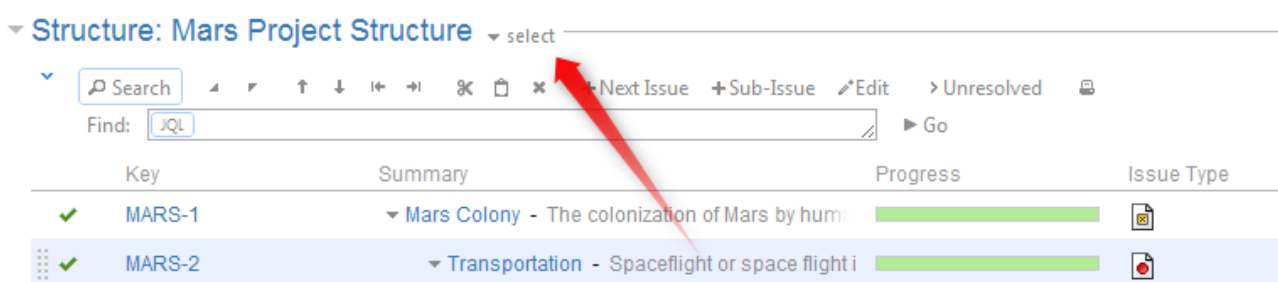 Structure: Mars Project Structure select
Search + Next Issue + Sub-Issue Edit > Unresolved
Find: JQL Go
Key Summary Progress Issue Type
MARS-1 Mars Colony - The colonization of Mars by hum
MARS-2 Transportation - Spaceflight or space flight i